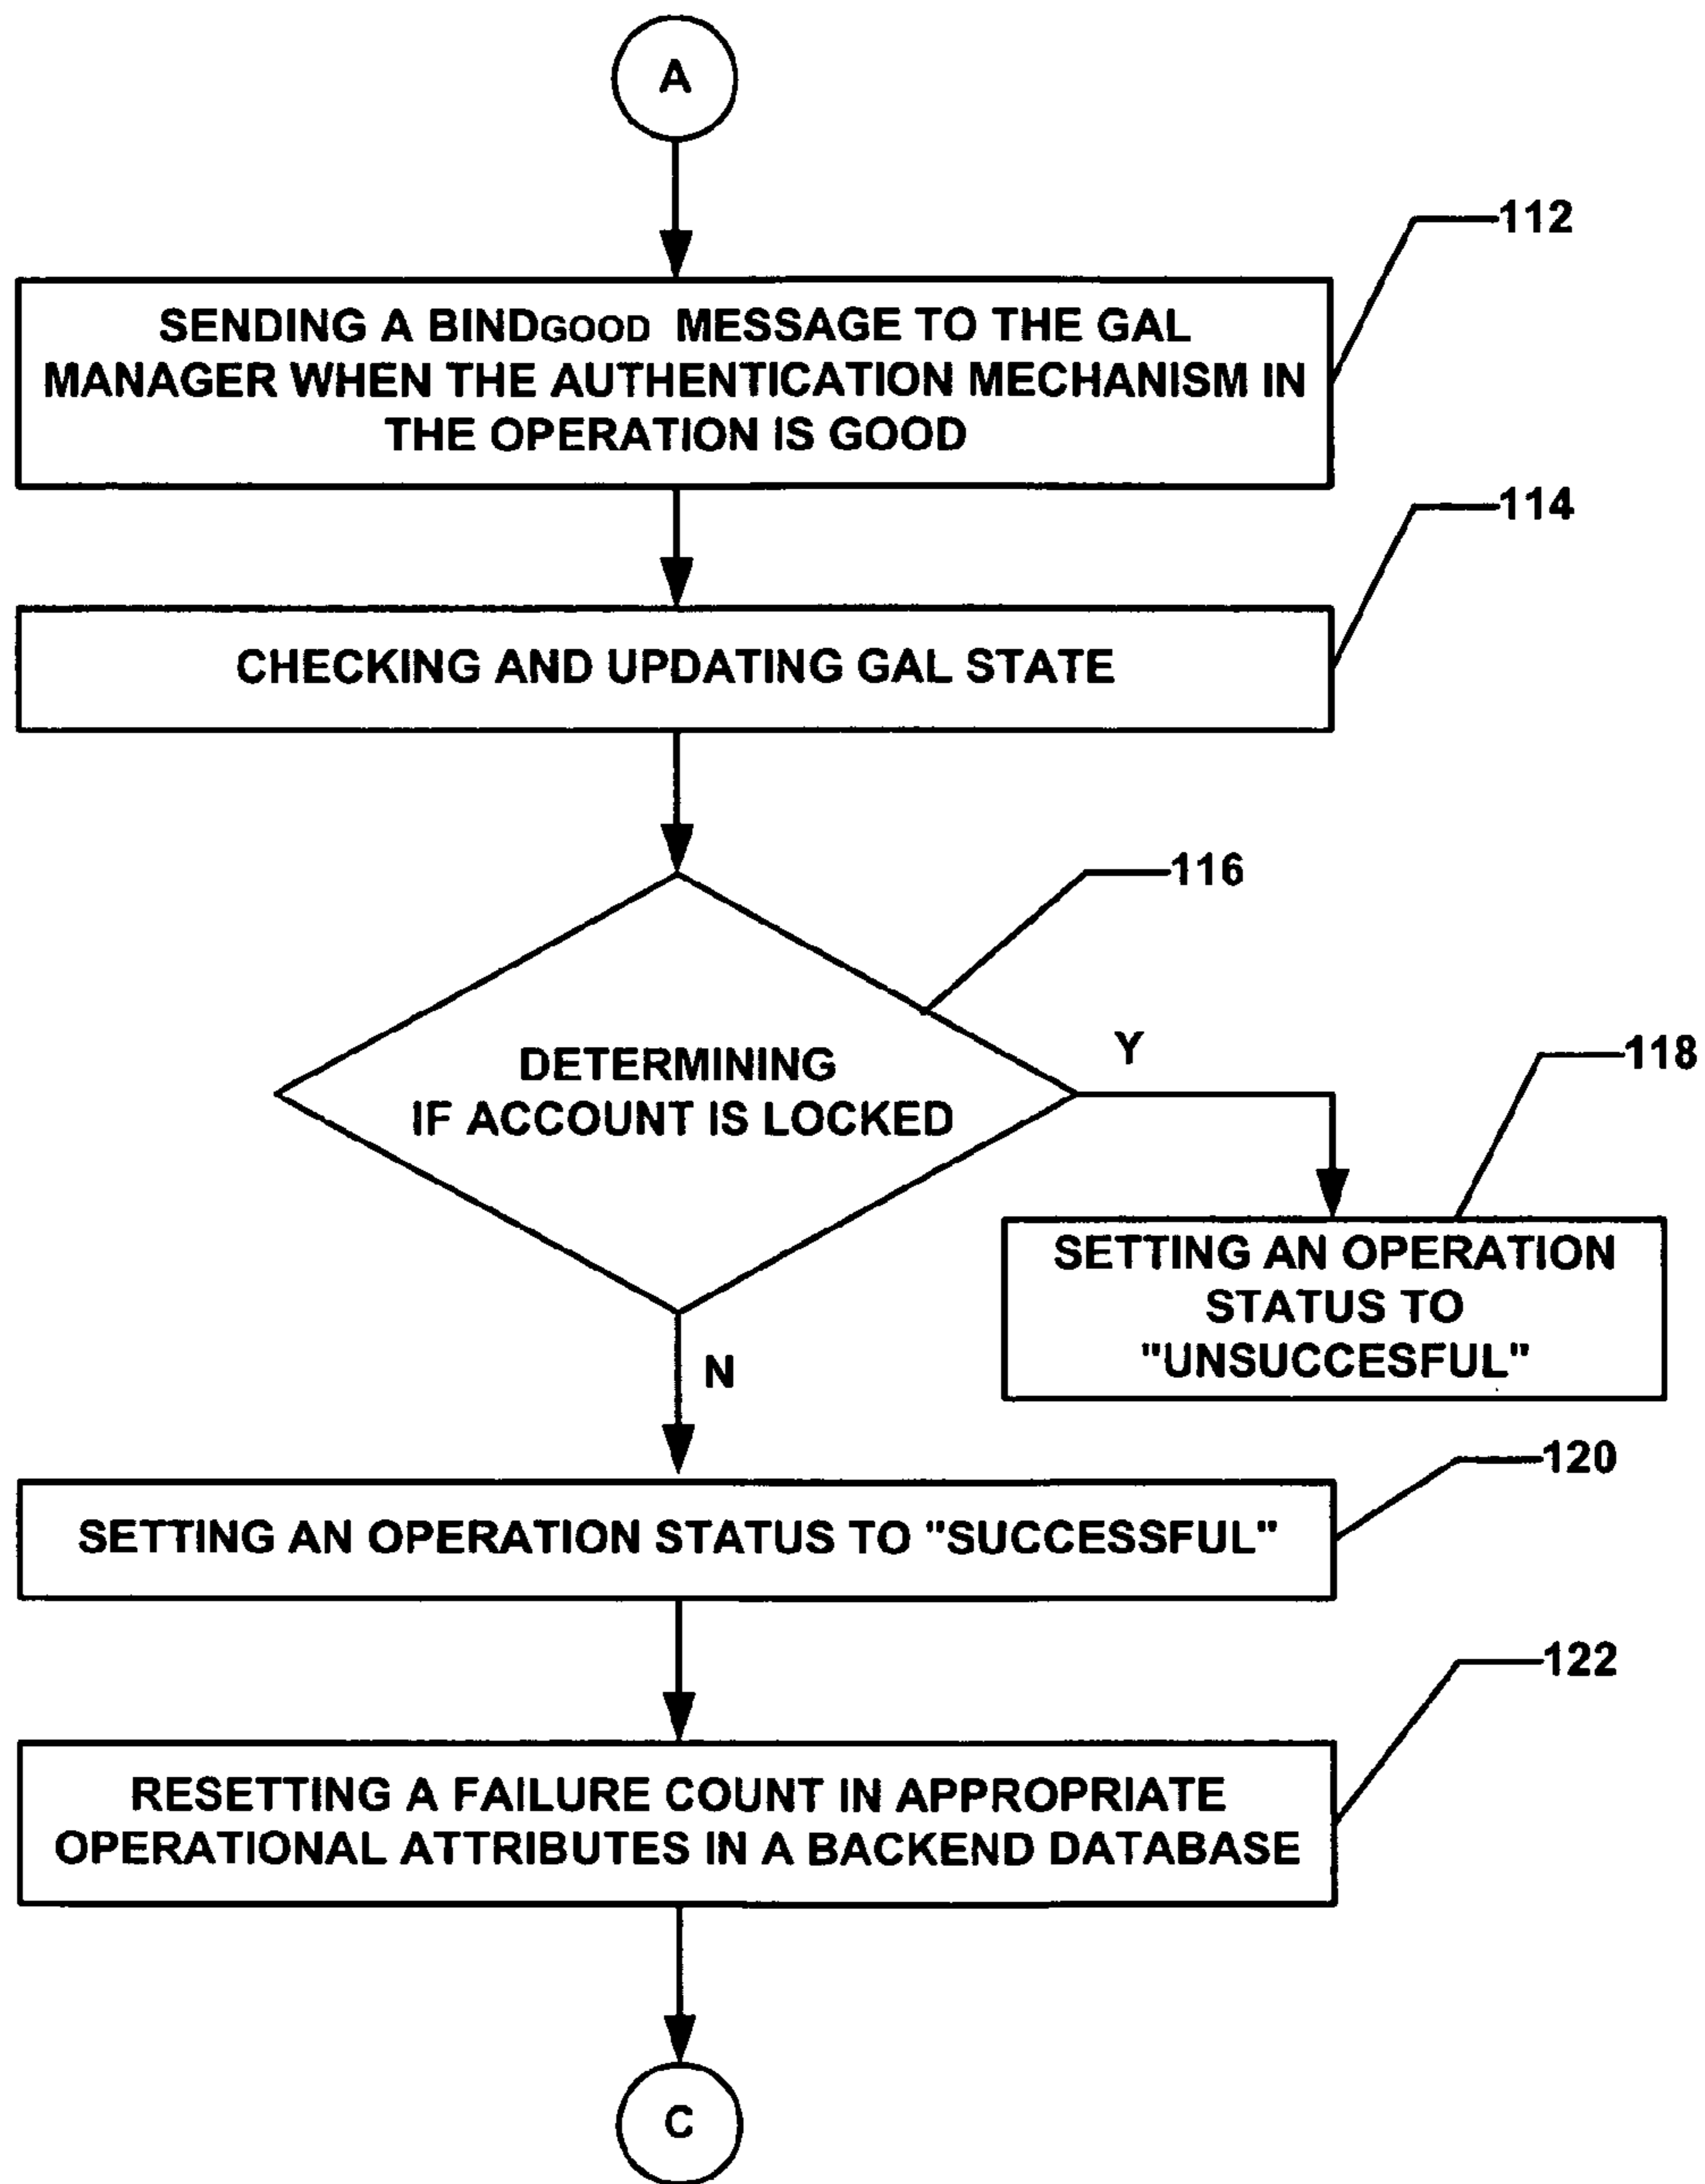 A
112
SENDING A BINDGOOD MESSAGE TO THE GAL
MANAGER WHEN THE AUTHENTICATION MECHANISM IN
THE OPERATION IS GOOD
114
CHECKING AND UPDATING GAL STATE
116
DETERMINING
IF ACCOUNT IS LOCKED
Y
118
SETTING AN OPERATION
STATUS TO
"UNSUCCESFUL"
N
120
SETTING AN OPERATION STATUS TO "SUCCESSFUL"
122
RESETTING A FAILURE COUNT IN APPROPRIATE
OPERATIONAL ATTRIBUTES IN A BACKEND DATABASE
C